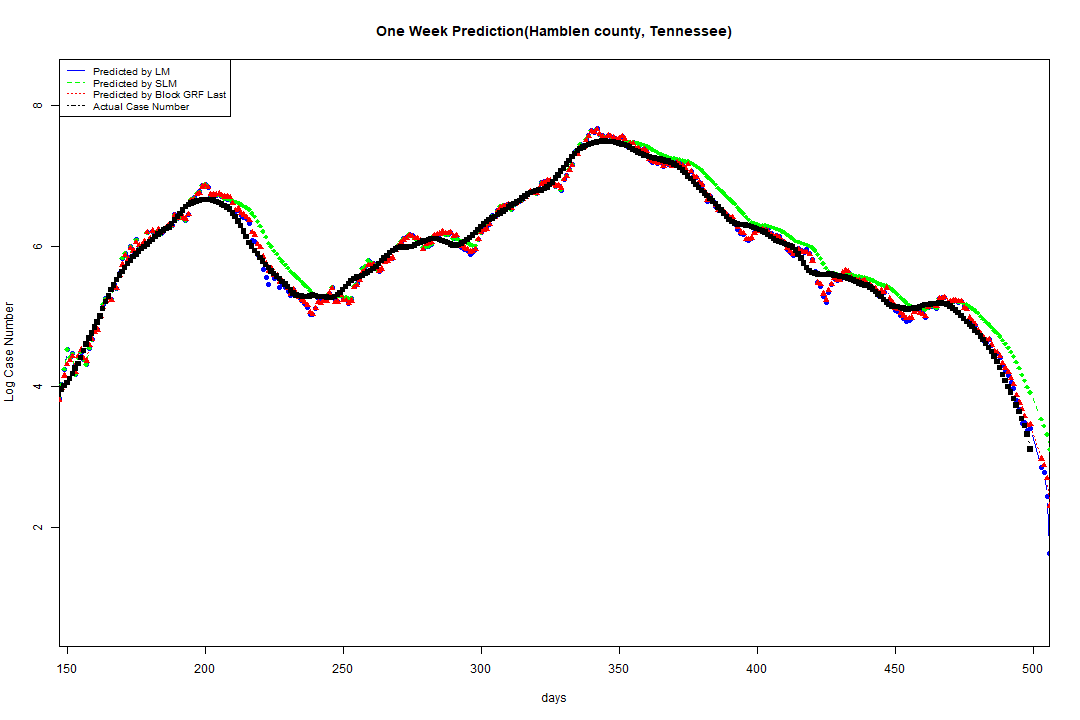 One Week Prediction(Hamblen county, Tennessee)
Predicted by LM
Predicted by SLM
Predicted by Block GRF Last
Actual Case Number
8
6
4
2
Log Case Number
150 200 250 300 350 400 450 500
days